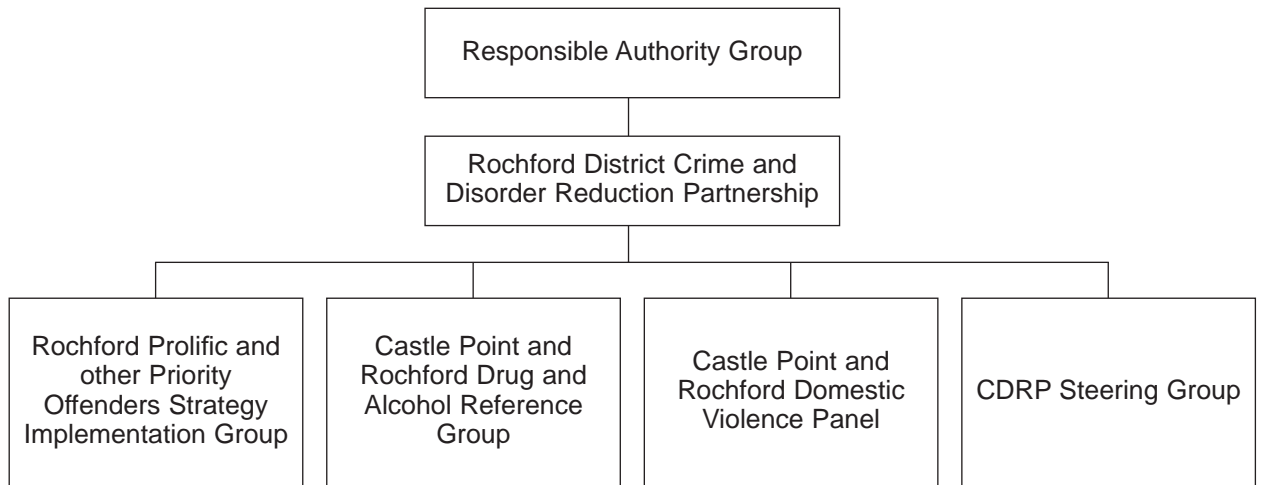 Responsible Authority Group
Rochford District Crime and
Disorder Reduction Partnership
Rochford Prolific and
other Priority
Offenders Strategy
Implementation Group
Castle Point and
Rochford Drug and
Alcohol Reference
Group
Castle Point and
Rochford Domestic
Violence Panel
CDRP Steering Group